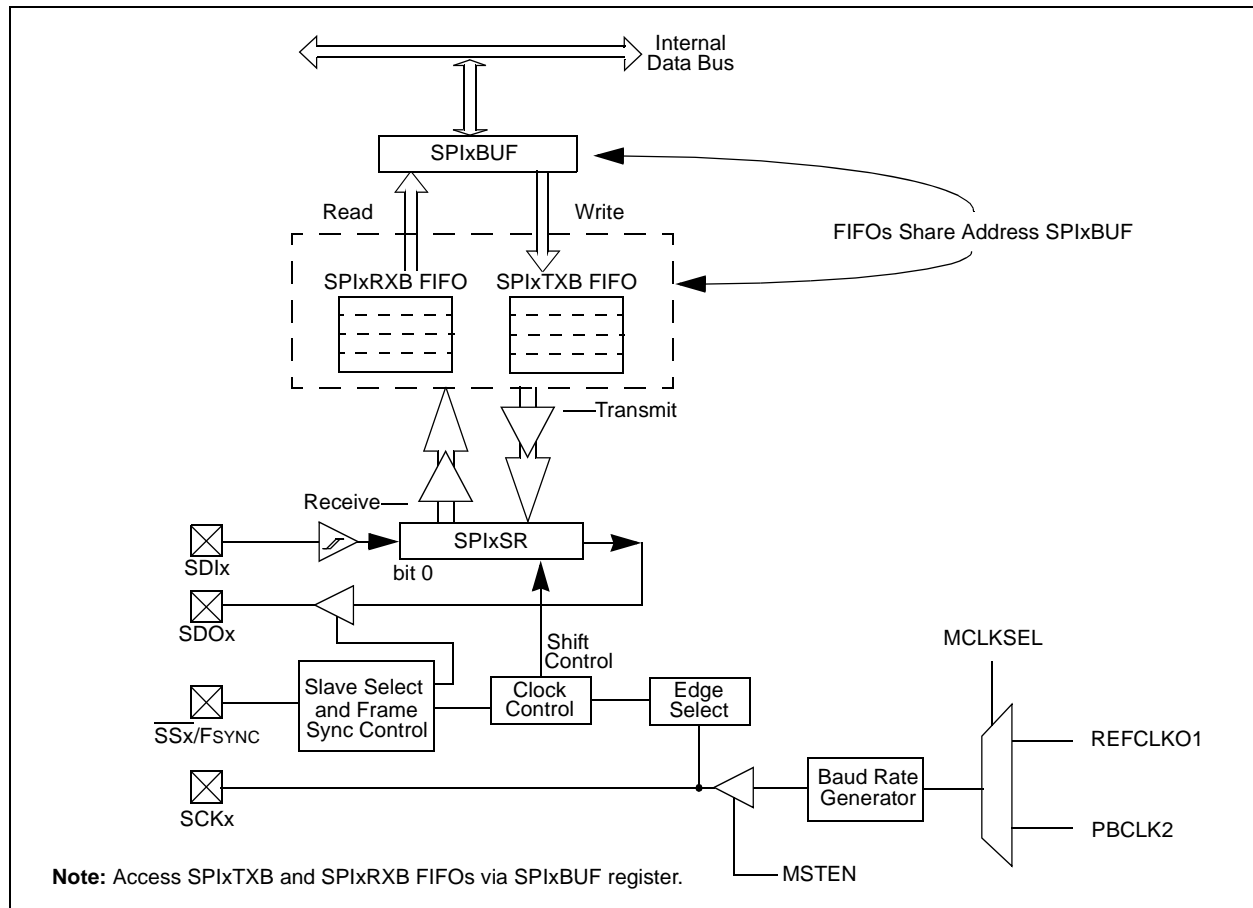 Internal
Data Bus
SPIxBUF
Read
Write
FIFOs Share Address SPIxBUF
SPIxRXB FIFO
SPIxTXB FIFO
Transmit
Receive
SPIxSR
SDIx
bit 0
SDOx
Shift
Control
MCLKSEL
Slave Select
and Frame
Sync Control
Clock
Control
Edge
Select
SSx/FSYNC
REFCLKO1
Baud Rate
Generator
SCKx
PBCLK2
MSTEN
Note: Access SPIxTXB and SPIxRXB FIFOs via SPIxBUF register.